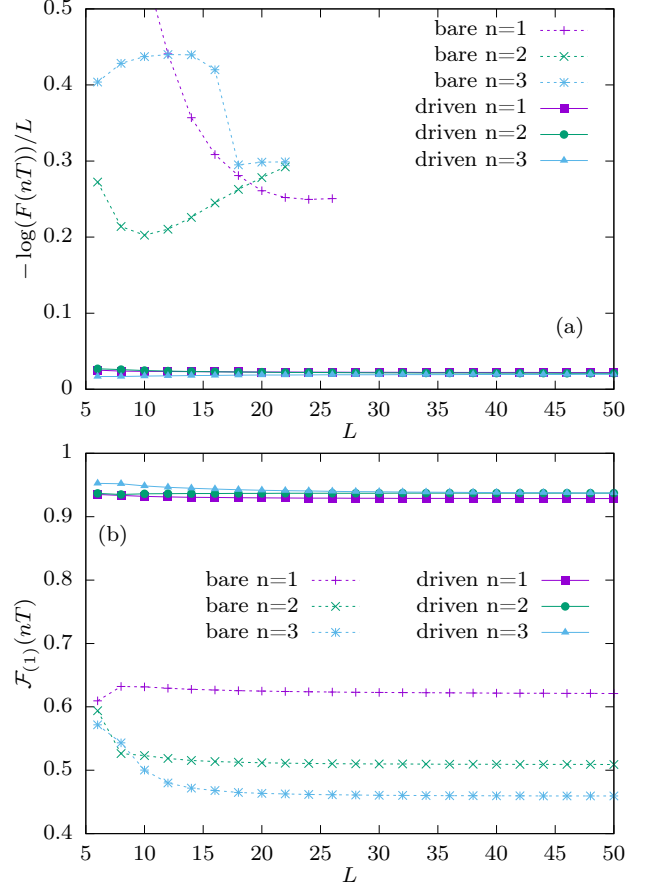 − log(F(nT))/L
0.5
0.4
0.3
0.2
0.1
0
bare n=1
bare n=2
bare n=3
driven n=1
driven n=2
driven n=3
(a)
5 10 15 20 25 30 35 40 45 50
L
𝓕(1)(nT)
1
0.9
0.8
0.7
0.6
0.5
0.4
(b)
bare n=1 driven n=1
bare n=2 driven n=2
bare n=3 driven n=3
5 10 15 20 25 30 35 40 45 50
L